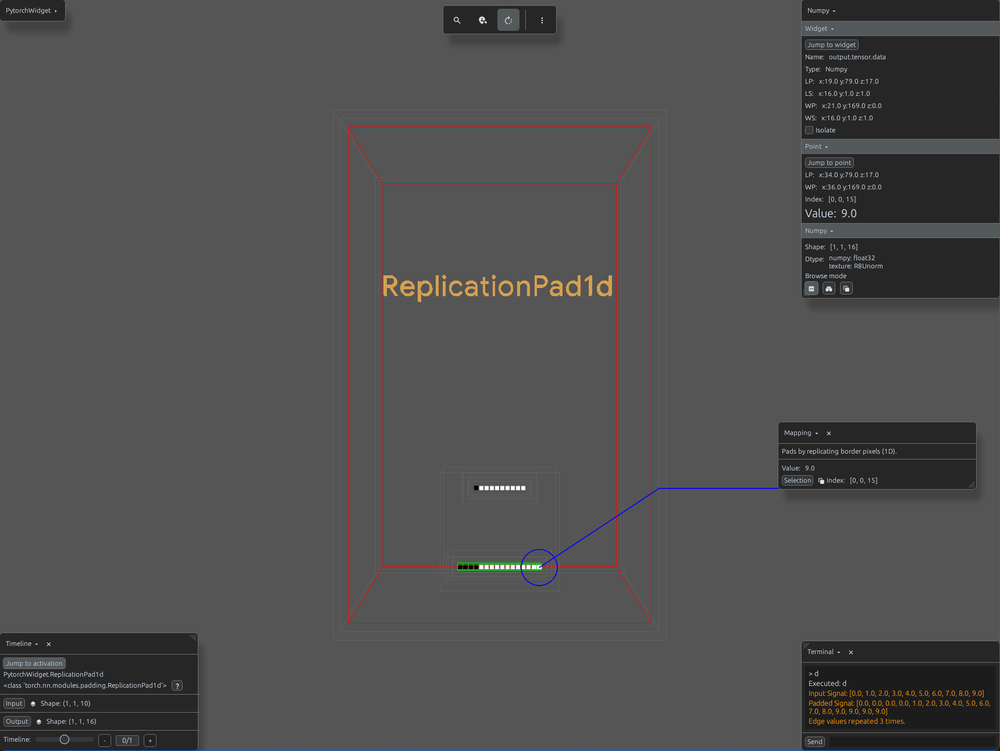 PytorchWidget
Numpy
Widget
Jump to widget
Name: output.tensor.data
Type: Numpy
LP: x:19.0 y:79.0 z:17.0
LS: x:16.0 y:1.0 z:1.0
WP: x:21.0 y:169.0 z:0.0
WS: x:16.0 y:1.0 z:1.0
Isolate
Point
Jump to point
LP: x:34.0 y:79.0 z:17.0
WP: x:36.0 y:169.0 z:0.0
Index: [0, 0, 15]
Value: 9.0
Numpy
Shape: [1, 1, 16]
Dtype: numpy: float32
texture: R8Unorm
Browse mode
ReplicationPad1d
Mapping
Pads by replicating border pixels (1D).
Value: 9.0
Selection Index: [0, 0, 15]
Timeline
Jump to activation
PytorchWidget.ReplicationPad1d
<class 'torch.nn.modules.padding.ReplicationPad1d'> ?
Input Shape: (1, 1, 10)
Output Shape: (1, 1, 16)
Timeline: - 0/1 +
Terminal
> d
Executed: d
Input Signal: [0.0, 1.0, 2.0, 3.0, 4.0, 5.0, 6.0, 7.0, 8.0, 9.0]
Padded Signal: [0.0, 0.0, 0.0, 0.0, 1.0, 2.0, 3.0, 4.0, 5.0, 6.0,
7.0, 8.0, 9.0, 9.0, 9.0, 9.0]
Edge values repeated 3 times.
Send